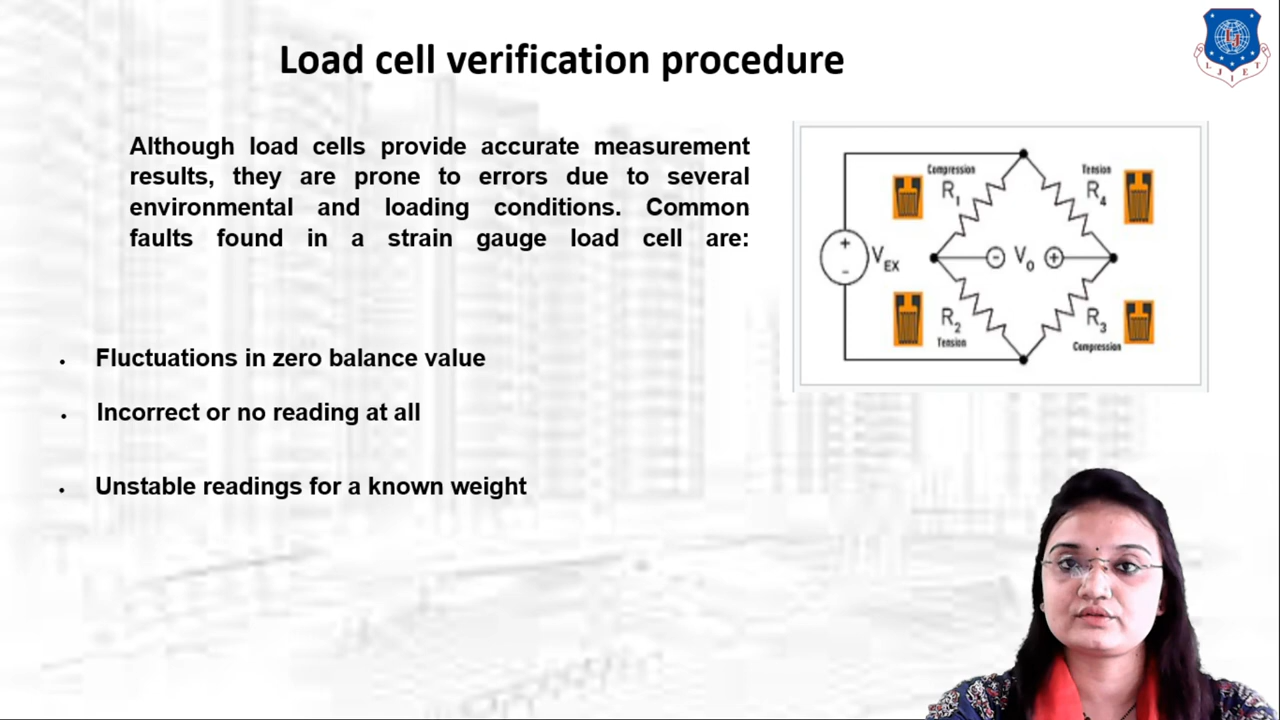 Load cell verification procedure
Although load cells provide accurate measurement
results, they are prone to errors due to several
environmental and loading conditions. Common
faults found in a strain gauge load cell are:
• Fluctuations in zero balance value
• Incorrect or no reading at all
• Unstable readings for a known weight
Compression
R1
Tension
R4
+
-
VEX
- V0 +
R2
Tension
R3
Compression
L J I E T